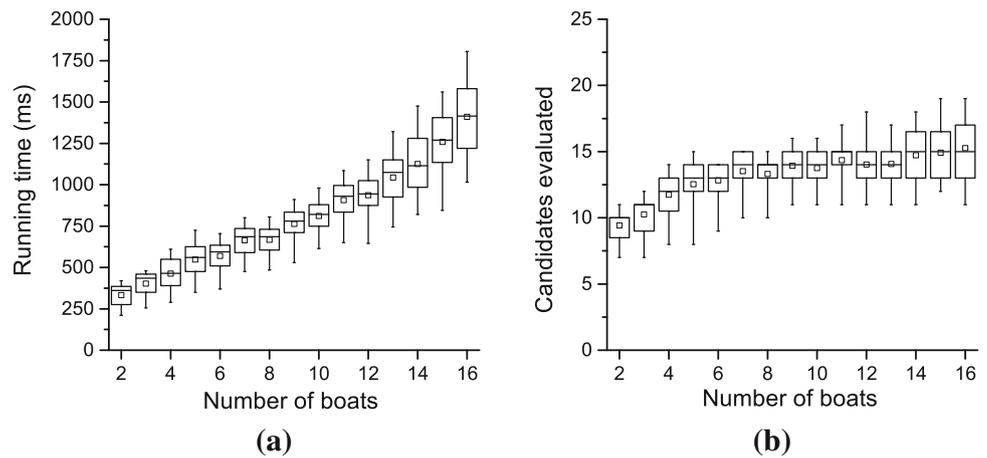 2000
1750
1500
1250
1000
750
500
250
0
Running time (ms)
2 4 6 8 10 12 14 16
Number of boats
(a)
25
20
15
10
5
0
Candidates evaluated
2 4 6 8 10 12 14 16
Number of boats
(b)